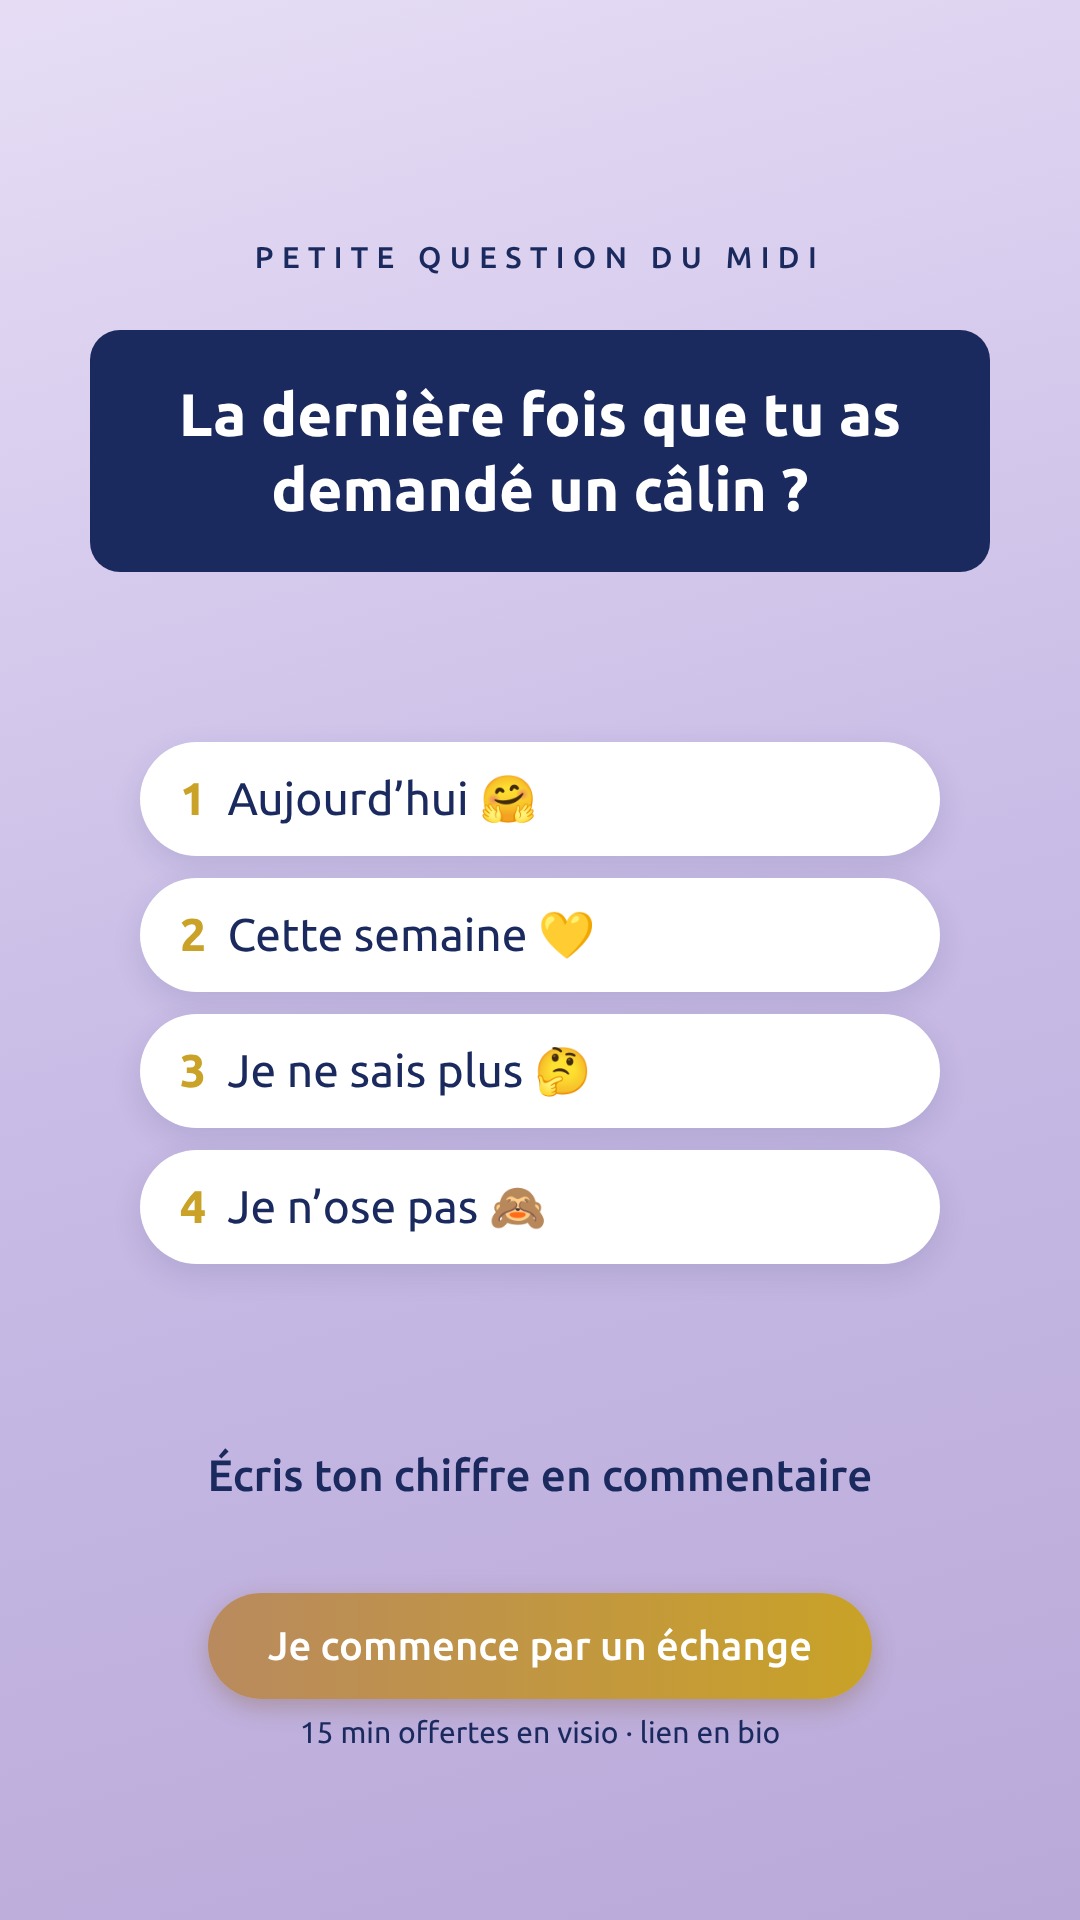 PETITE QUESTION DU MIDI
La dernière fois que tu as
demandé un câlin ?
1 Aujourd’hui 🤗
2 Cette semaine 💛
3 Je ne sais plus 🤔
4 Je n’ose pas 🙈
Écris ton chiffre en commentaire
Je commence par un échange
15 min offertes en visio · lien en bio